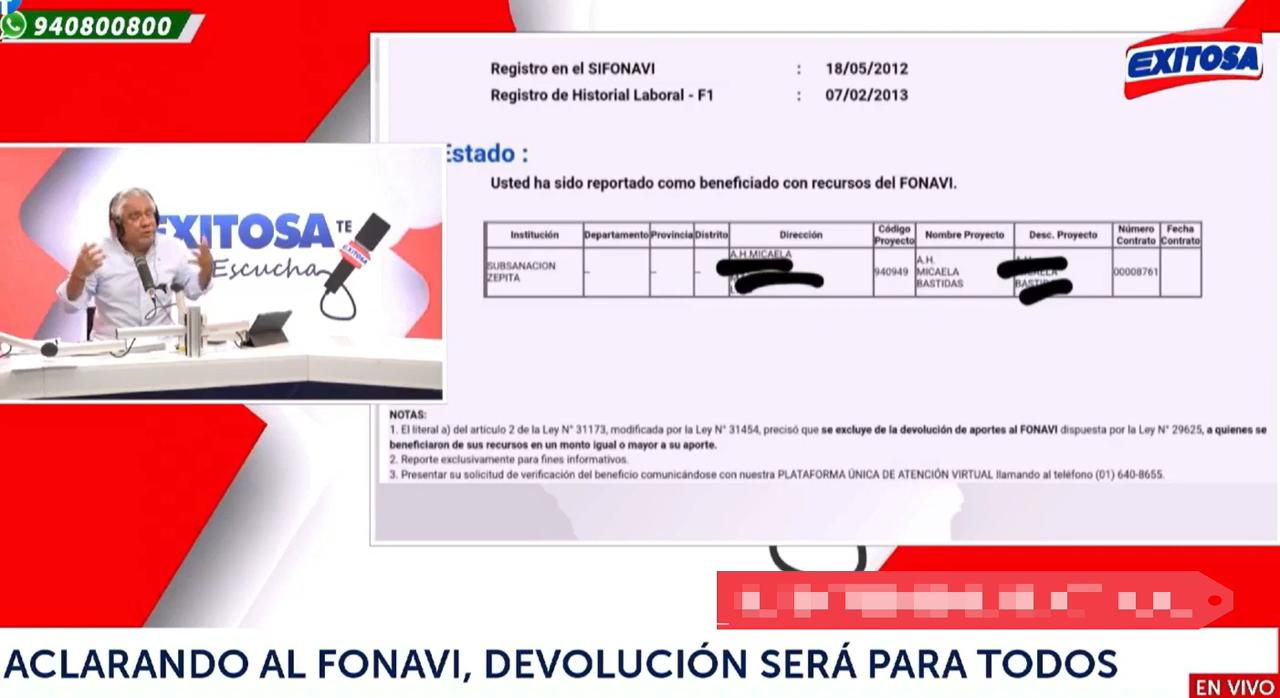 940800800
EXITOSA
Registro en el SIFONAVI : 18/05/2012
Registro de Historial Laboral - F1 : 07/02/2013
Estado :
Usted ha sido reportado como beneficiado con recursos del FONAVI.
Institución Departamento Provincia Distrito Dirección Código Proyecto Nombre Proyecto Desc. Proyecto Número Contrato Fecha Contrato
SUBSANACION ZEPITA - - - A.H.MICAELA 940949 A.H. MICAELA BASTIDAS 00008761
EXITOSA TE
Escucha
EXITOSA
NOTAS:
1. El literal a) del artículo 2 de la Ley N° 31173, modificada por la Ley N° 31454, precisó que se excluye de la devolución de aportes al FONAVI dispuesta por la Ley N° 29625, a quienes se
beneficiaron de sus recursos en un monto igual o mayor a su aporte.
2. Reporte exclusivamente para fines informativos.
3. Presentar su solicitud de verificación del beneficio comunicándose con nuestra PLATAFORMA ÚNICA DE ATENCIÓN VIRTUAL llamando al teléfono (01) 640-8655.
ACLARANDO AL FONAVI, DEVOLUCIÓN SERÁ PARA TODOS
EN VIVO